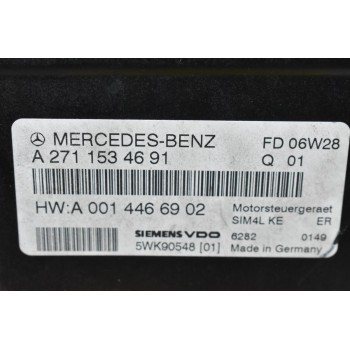 MERCEDES-BENZ FD 06W28
A 271 153 46 91 Q 01
HW:A 001 446 69 02 Motorsteuergeraet
SIM4L KE ER
SIEMENS VDO 6282 0149
5WK90548 [01] Made in Germany